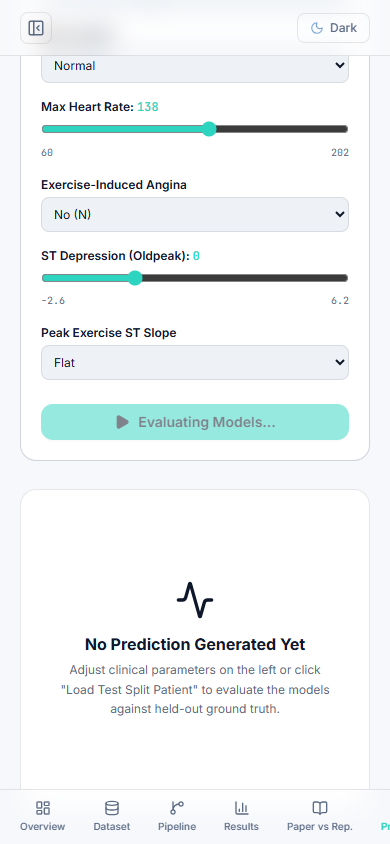 Dark
Normal
Max Heart Rate: 138
60 202
Exercise-Induced Angina
No (N)
ST Depression (Oldpeak): 0
-2.6 6.2
Peak Exercise ST Slope
Flat
Evaluating Models...
No Prediction Generated Yet
Adjust clinical parameters on the left or click
"Load Test Split Patient" to evaluate the models
against held-out ground truth.
Overview Dataset Pipeline Results Paper vs Rep.